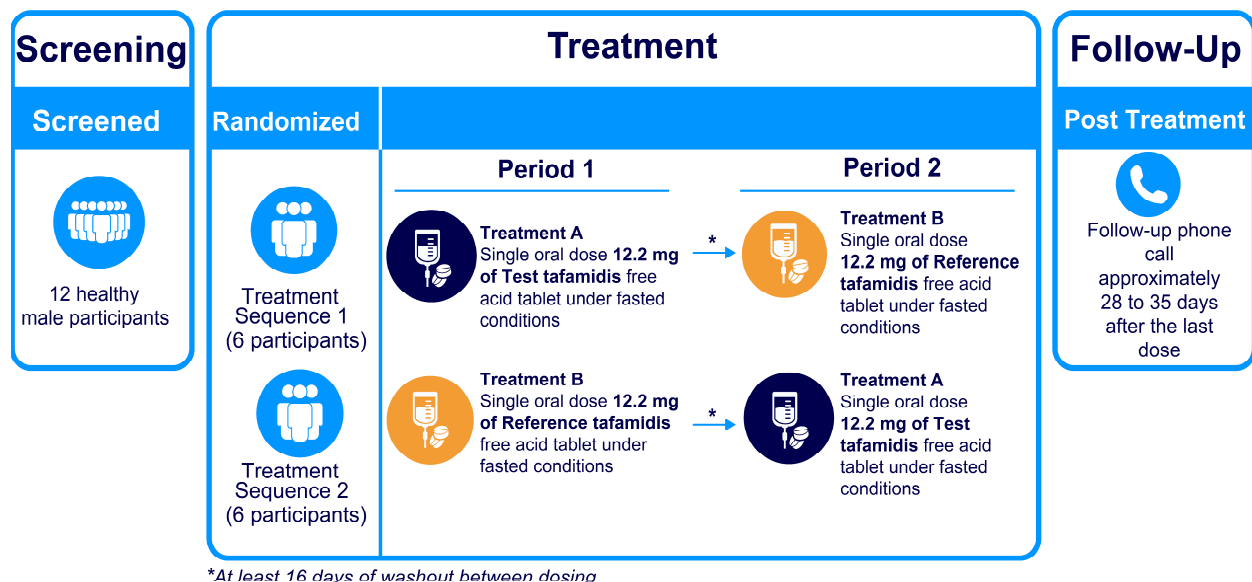 Screening
Screened
12 healthy
male participants
Treatment
Randomized
Treatment
Sequence 1
(6 participants)
Treatment
Sequence 2
(6 participants)
Period 1
Treatment A
Single oral dose 12.2 mg
of Test tafamidis free
acid tablet under fasted
conditions
*
Treatment B
Single oral dose 12.2 mg
of Reference tafamidis
free acid tablet under
fasted conditions
*
Period 2
Treatment B
Single oral dose
12.2 mg of Reference
tafamidis free acid
tablet under fasted
conditions
Treatment A
Single oral dose
12.2 mg of Test
tafamidis free acid
tablet under fasted
conditions
Follow-Up
Post Treatment
Follow-up phone
call
approximately
28 to 35 days
after the last
dose
*At least 16 days of washout between dosing